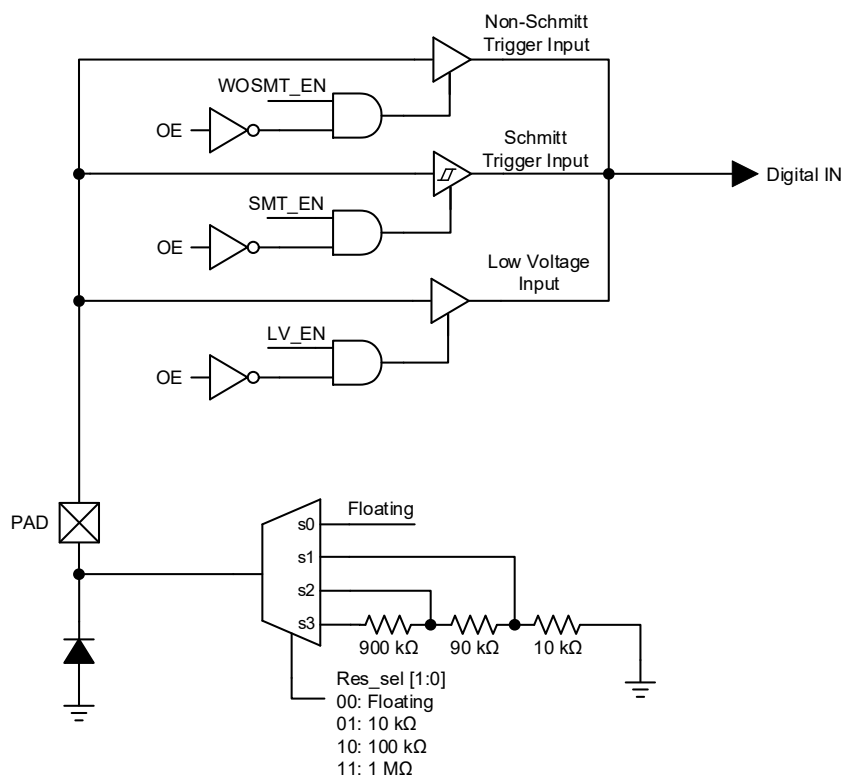 Non-Schmitt
Trigger Input
WOSMT_EN
OE
Schmitt
Trigger Input
Digital IN
SMT_EN
OE
Low Voltage
Input
LV_EN
OE
PAD
Floating
s0
s1
s2
s3
900 kΩ
90 kΩ
10 kΩ
Res_sel [1:0]
00: Floating
01: 10 kΩ
10: 100 kΩ
11: 1 MΩ